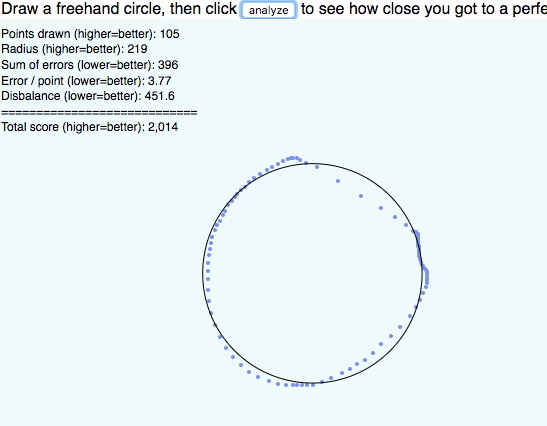 Draw a freehand circle, then click analyze to see how close you got to a perfe
Points drawn (higher=better): 105
Radius (higher=better): 219
Sum of errors (lower=better): 396
Error / point (lower=better): 3.77
Disbalance (lower=better): 451.6
============================
Total score (higher=better): 2,014